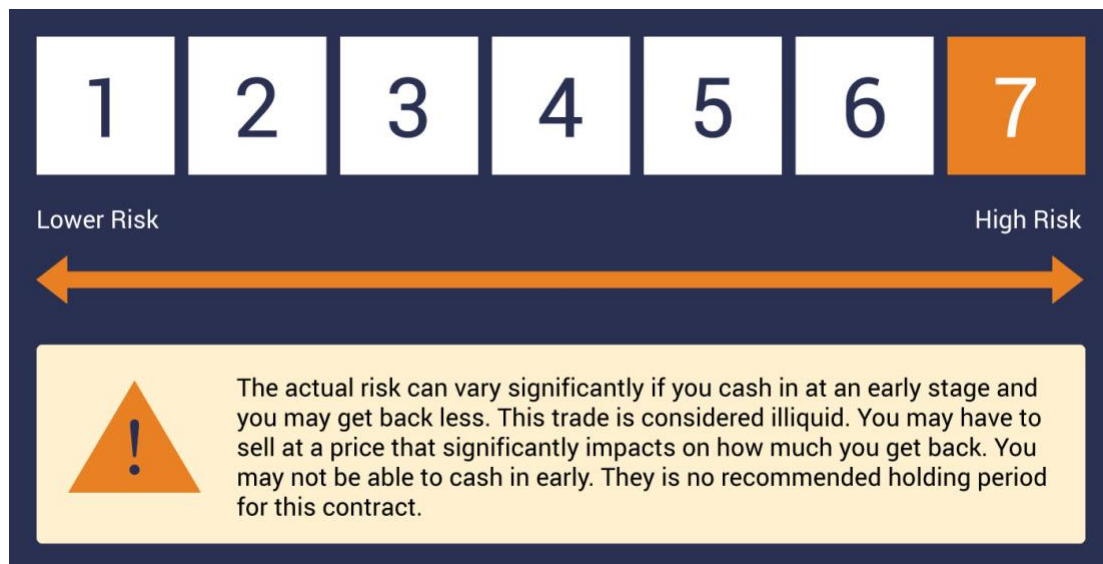 1 2 3 4 5 6 7
Lower Risk High Risk
!
The actual risk can vary significantly if you cash in at an early stage and
you may get back less. This trade is considered illiquid. You may have to
sell at a price that significantly impacts on how much you get back. You
may not be able to cash in early. They is no recommended holding period
for this contract.